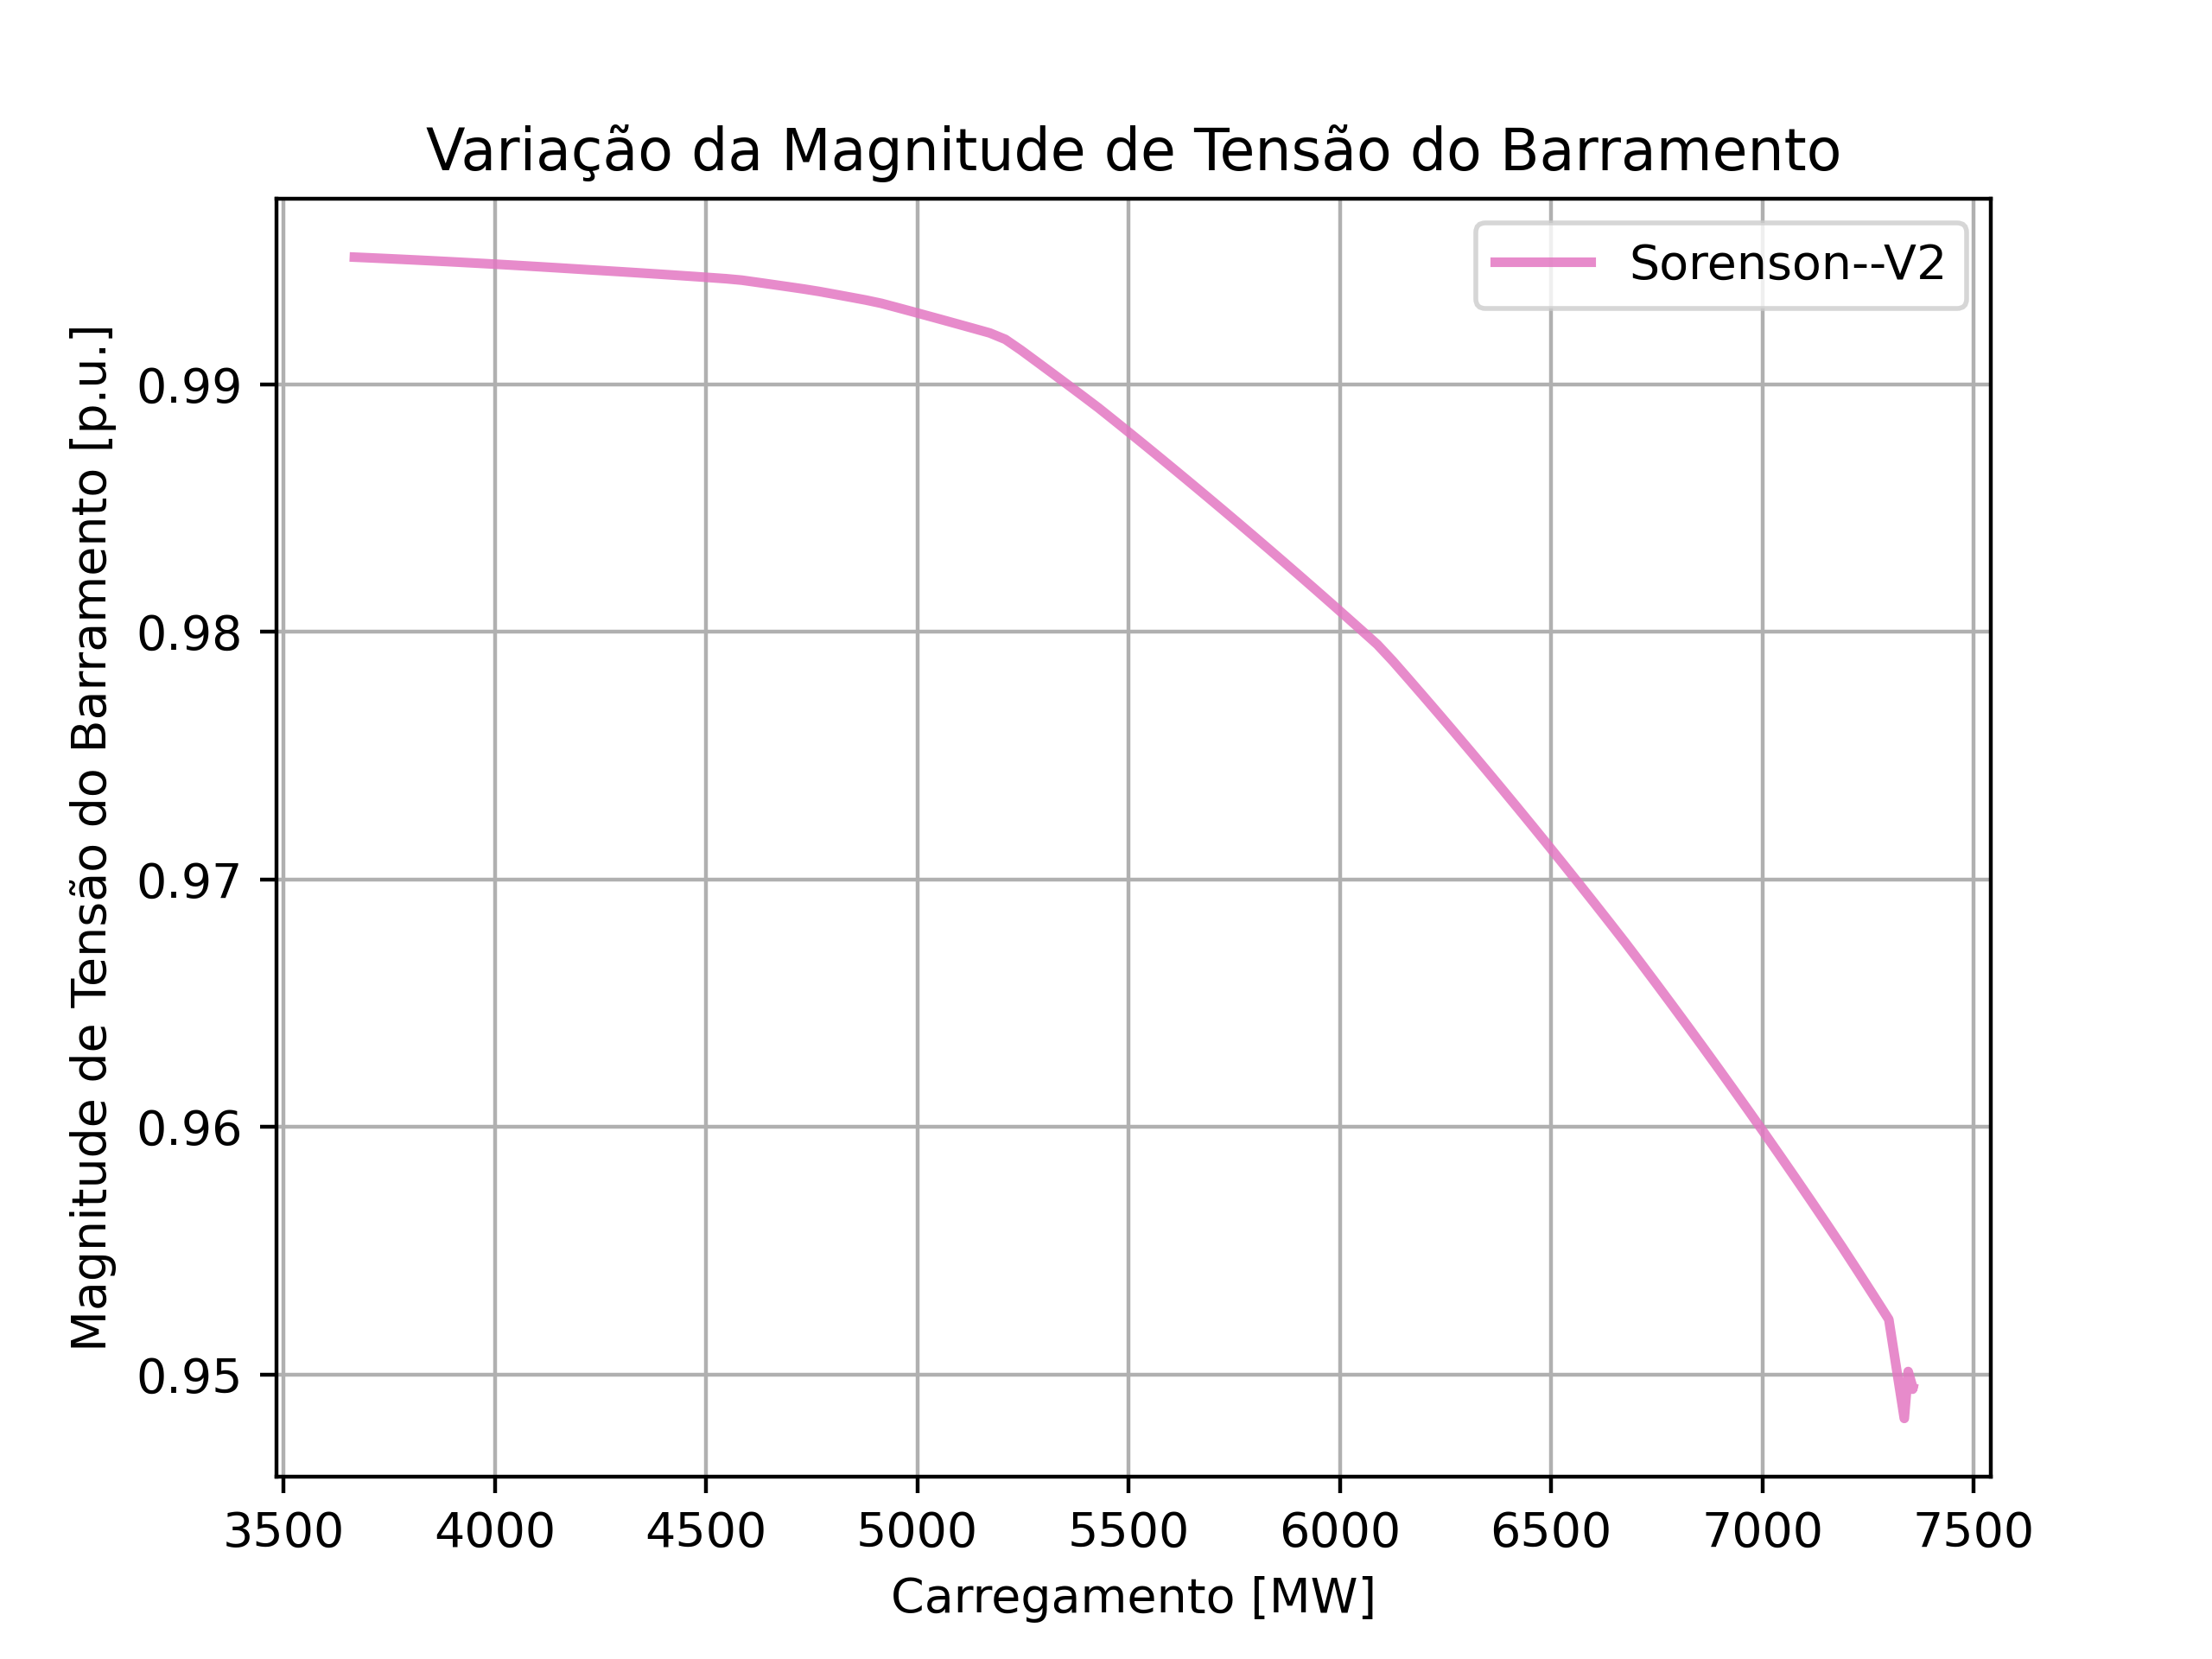 Variação da Magnitude de Tensão do Barramento
Sorenson--V2
Magnitude de Tensão do Barramento [p.u.]
0.99
0.98
0.97
0.96
0.95
3500 4000 4500 5000 5500 6000 6500 7000 7500
Carregamento [MW]